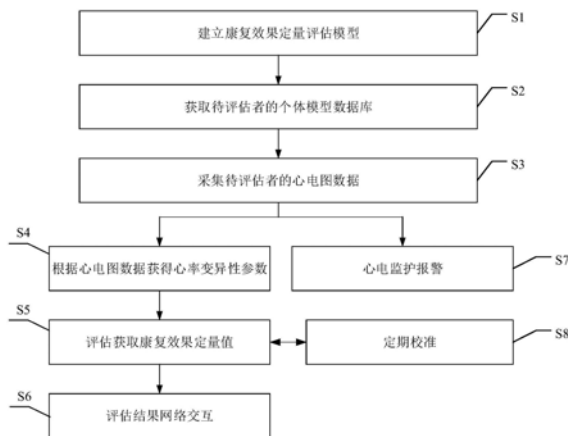 建立康复效果定量评估模型
S1
获取待评估者的个体模型数据库
S2
采集待评估者的心电图数据
S3
S4
根据心电图数据获得心率变异性参数
心电监护报警
S7
S5
评估获取康复效果定量值
定期校准
S8
S6
评估结果网络交互